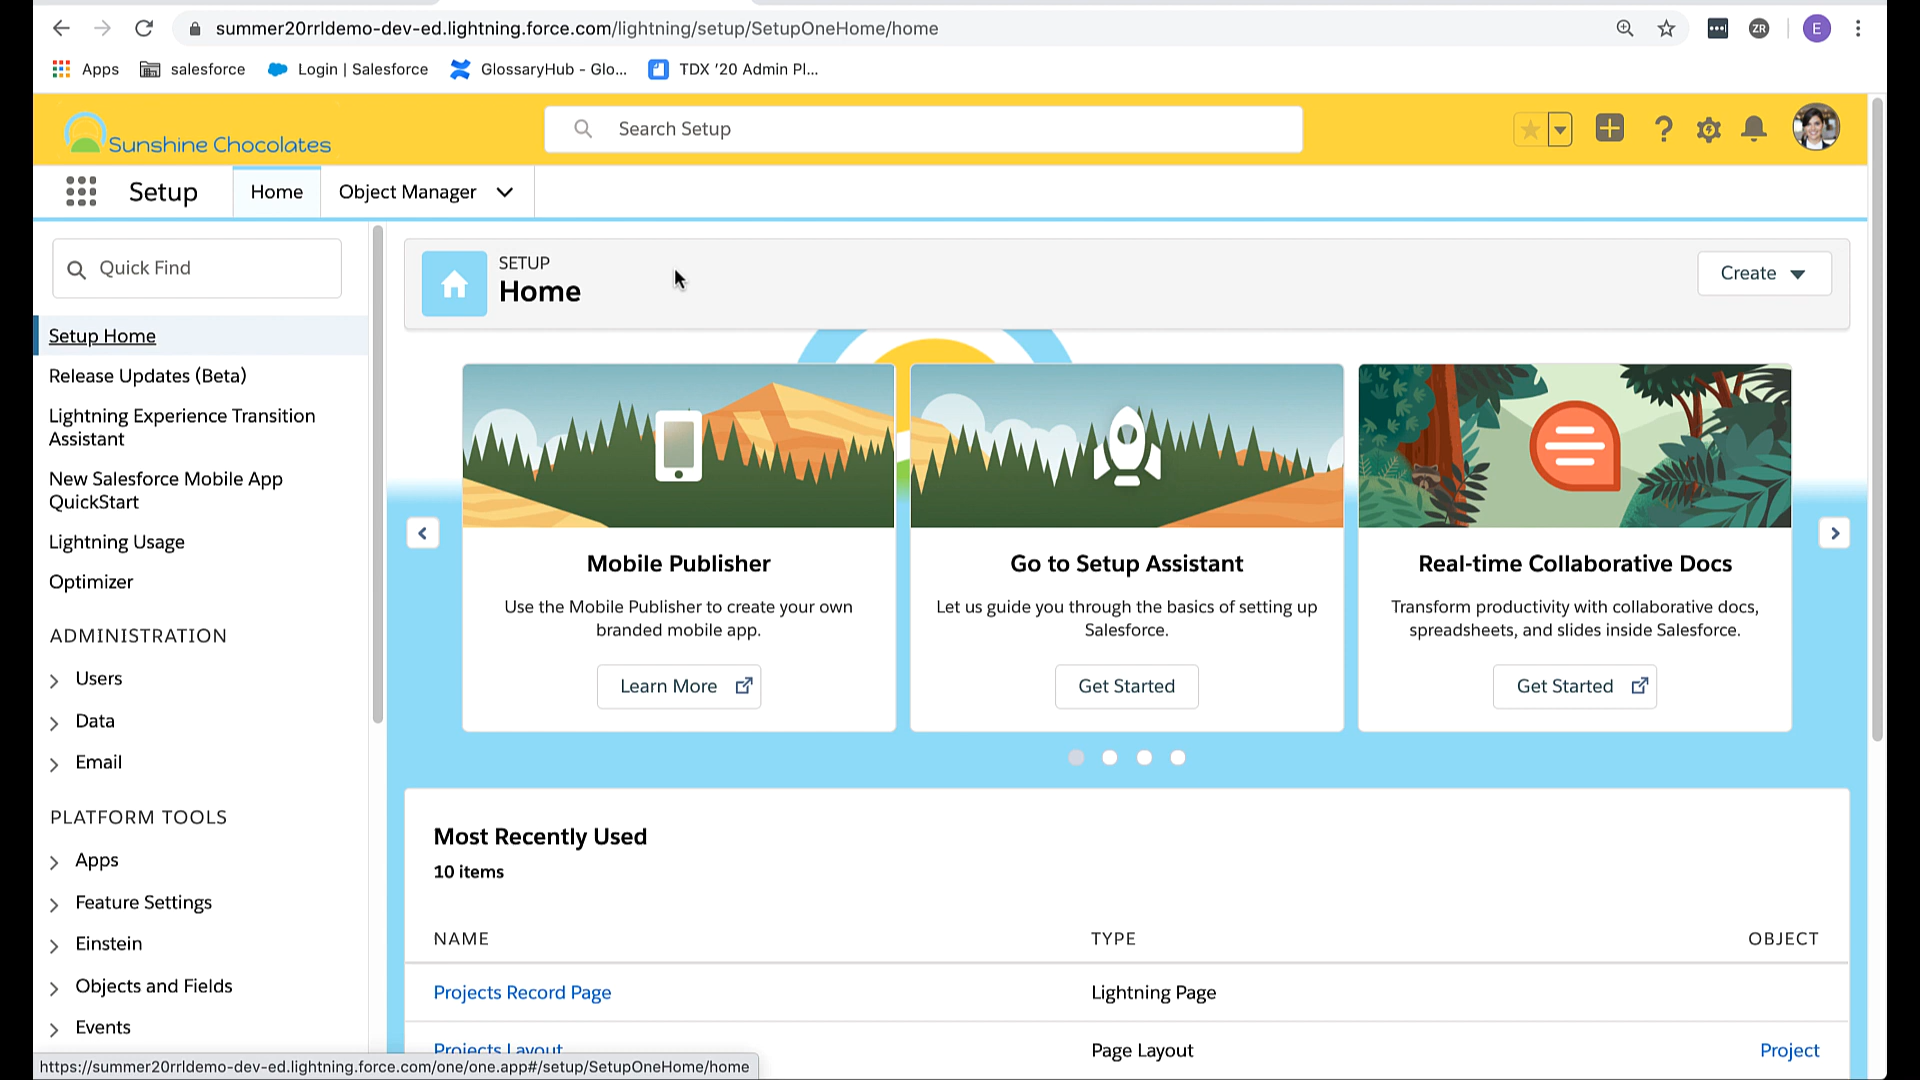 summer20rrldemo-dev-ed.lightning.force.com/lightning/setup/SetupOneHome/home
ZR
E
Apps
salesforce
Login | Salesforce
GlossaryHub - Glo...
TDX '20 Admin Pl...
Sunshine Chocolates
Search Setup
Setup
Home
Object Manager
Quick Find
Setup Home
Release Updates (Beta)
Lightning Experience Transition
Assistant
New Salesforce Mobile App
QuickStart
Lightning Usage
Optimizer
ADMINISTRATION
Users
Data
Email
PLATFORM TOOLS
Apps
Feature Settings
Einstein
Objects and Fields
Events
SETUP
Home
Create
Mobile Publisher
Use the Mobile Publisher to create your own
branded mobile app.
Learn More
Go to Setup Assistant
Let us guide you through the basics of setting up
Salesforce.
Get Started
Real-time Collaborative Docs
Transform productivity with collaborative docs,
spreadsheets, and slides inside Salesforce.
Get Started
Most Recently Used
10 items
NAME TYPE OBJECT
Projects Record Page Lightning Page
Projects Layout Page Layout Project
https://summer20rrldemo-dev-ed.lightning.force.com/one/one.app#/setup/SetupOneHome/home